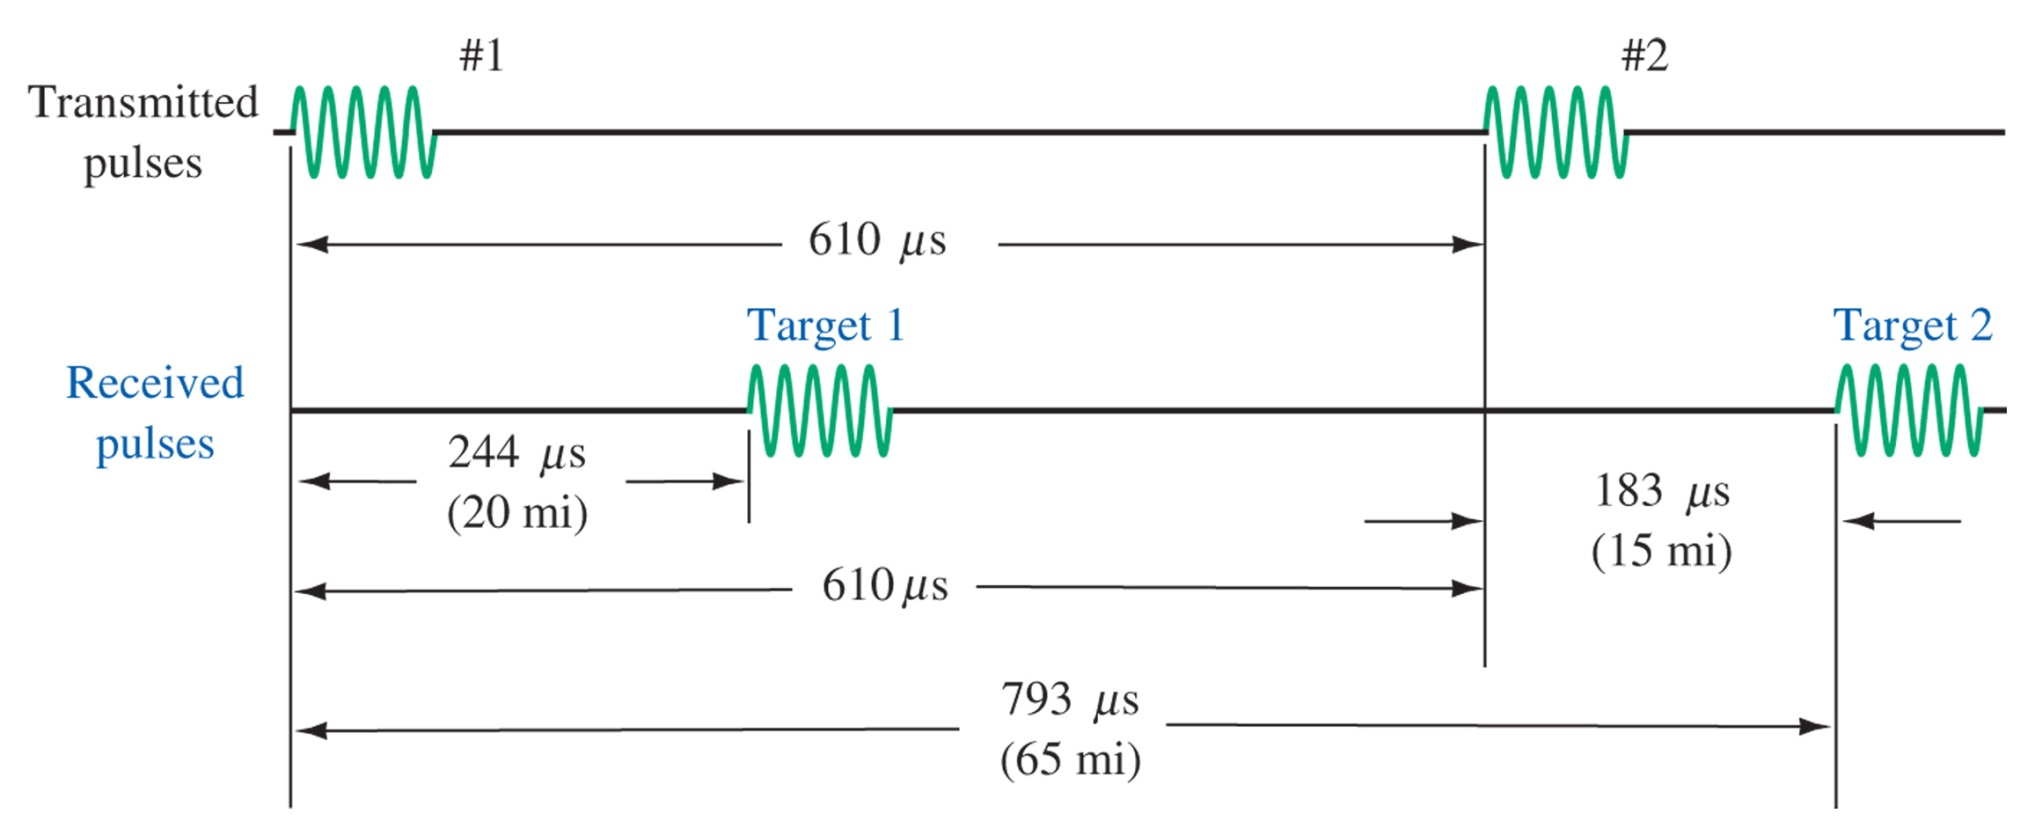 #1
#2
Transmitted
pulses
610 μs
Target 1
Target 2
Received
pulses
244 μs
(20 mi)
183 μs
(15 mi)
610 μs
793 μs
(65 mi)